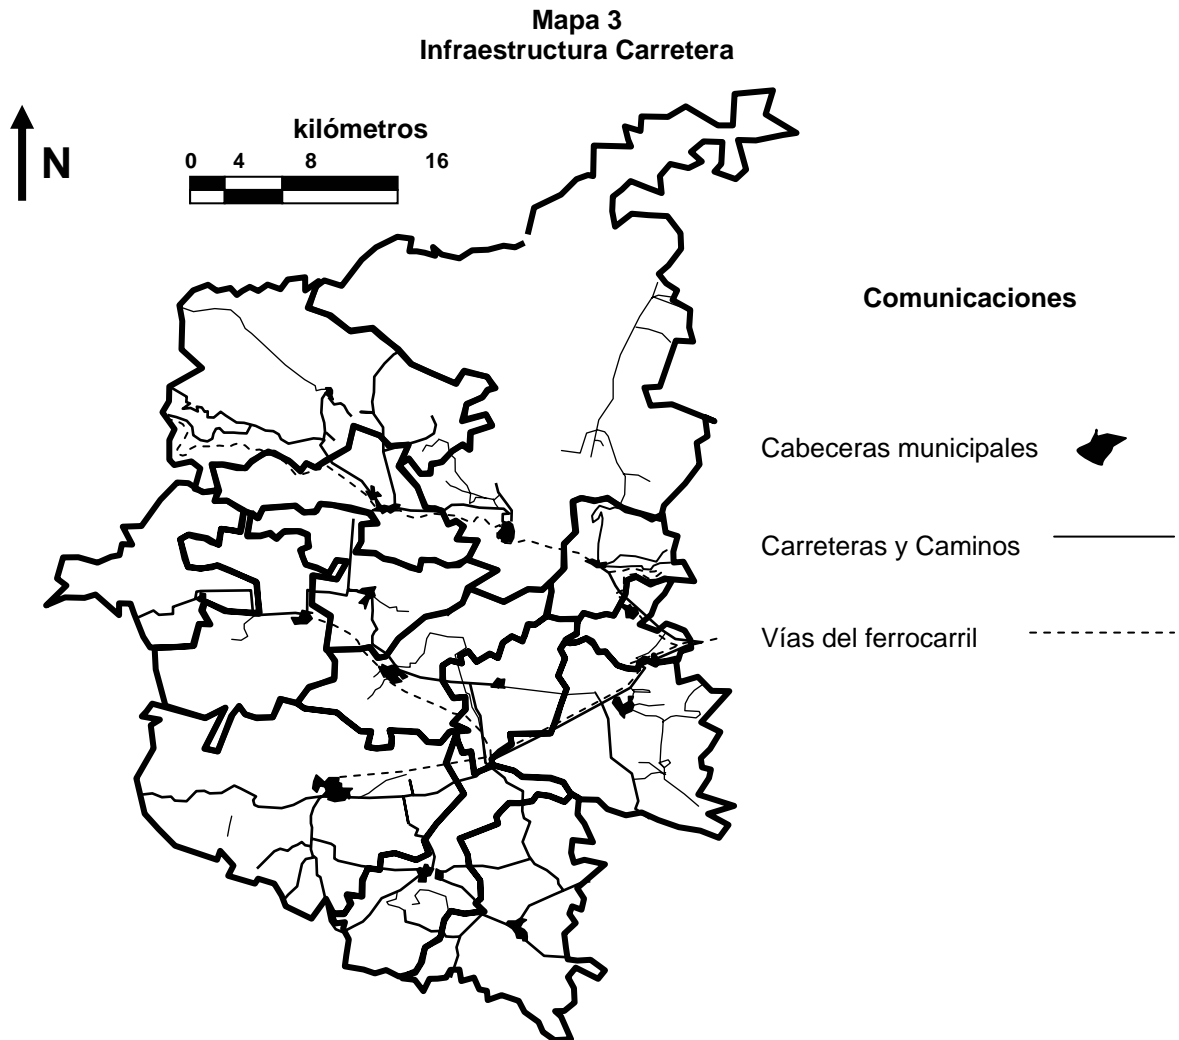 Mapa 3
Infraestructura Carretera
N
kilómetros
0 4 8 16
Comunicaciones
Cabeceras municipales
Carreteras y Caminos
Vías del ferrocarril